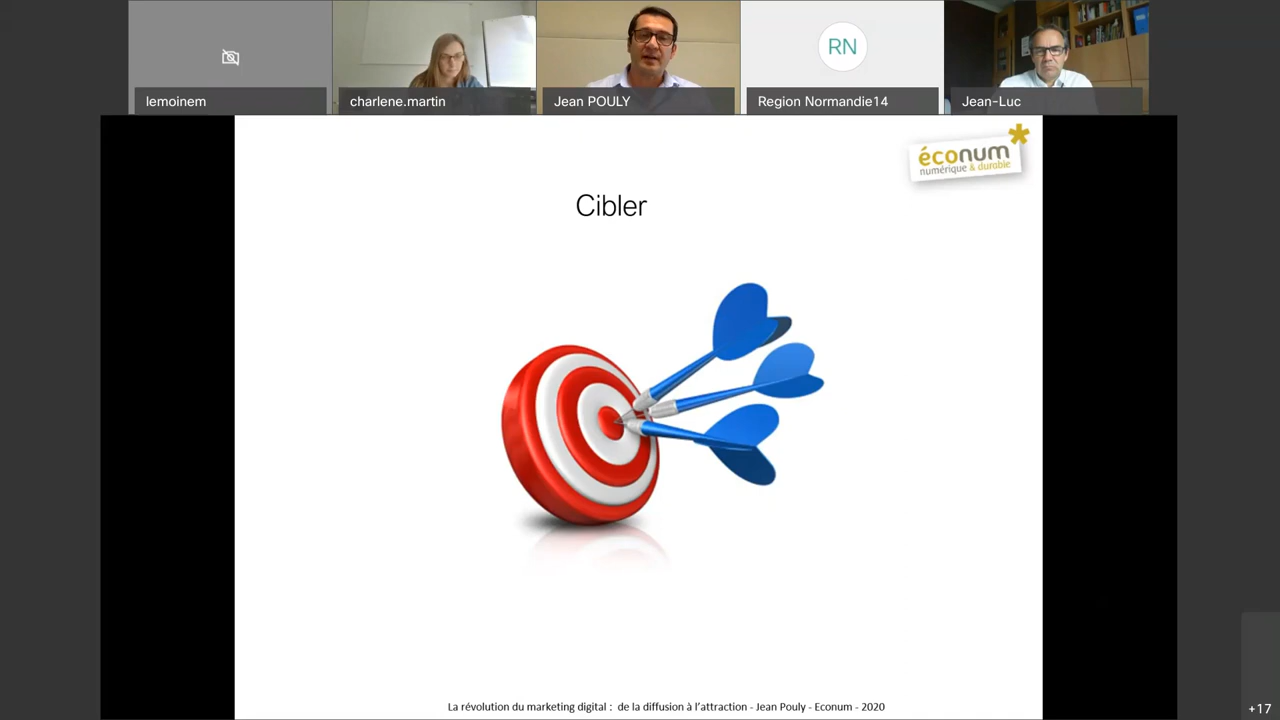 lemoinem
charlene.martin
Jean POULY
RN
Region Normandie14
Jean-Luc
éconum
numérique & durable
Cibler
La révolution du marketing digital : de la diffusion à l'attraction - Jean Pouly - Econum - 2020
+17